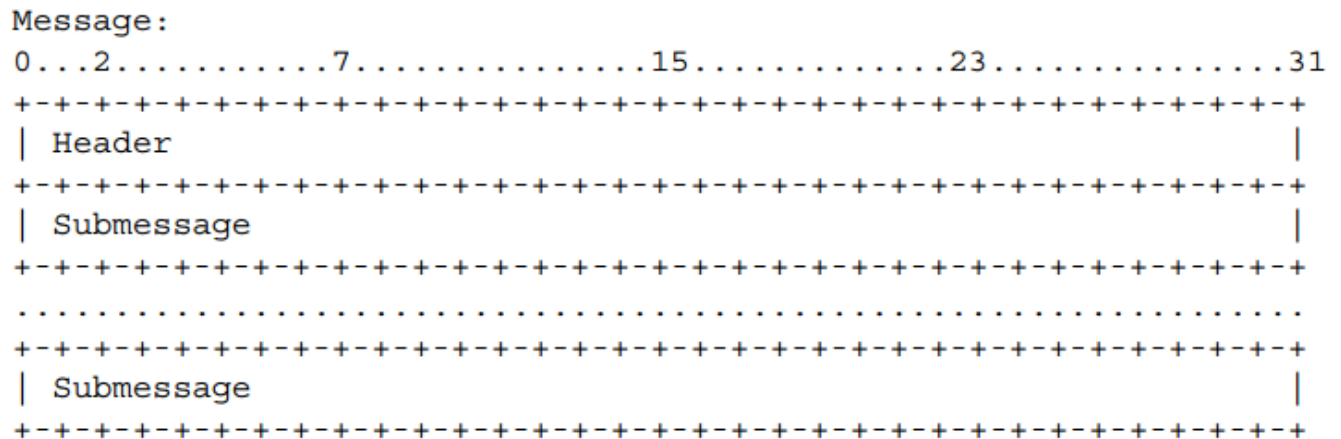 Message:
0...2...........7...............15.............23...............31
+-+-+-+-+-+-+-+-+-+-+-+-+-+-+-+-+-+-+-+-+-+-+-+-+-+-+-+-+-+-+-+-+
| Header                                                        |
+-+-+-+-+-+-+-+-+-+-+-+-+-+-+-+-+-+-+-+-+-+-+-+-+-+-+-+-+-+-+-+-+
| Submessage                                                    |
+-+-+-+-+-+-+-+-+-+-+-+-+-+-+-+-+-+-+-+-+-+-+-+-+-+-+-+-+-+-+-+-+
.................................................................
+-+-+-+-+-+-+-+-+-+-+-+-+-+-+-+-+-+-+-+-+-+-+-+-+-+-+-+-+-+-+-+-+
| Submessage                                                    |
+-+-+-+-+-+-+-+-+-+-+-+-+-+-+-+-+-+-+-+-+-+-+-+-+-+-+-+-+-+-+-+-+